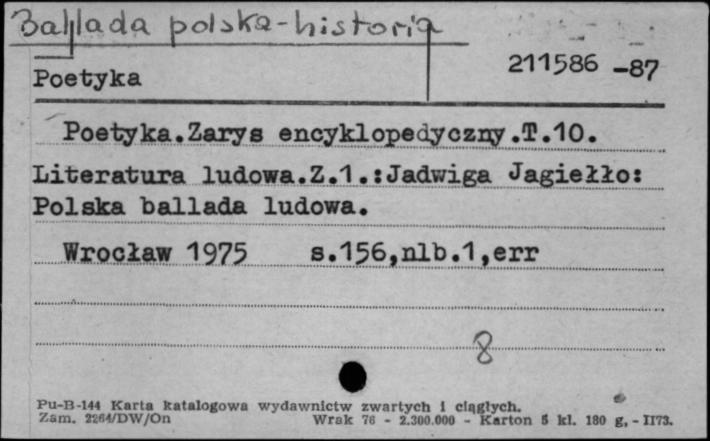 Ballada polska-historia
Poetyka 211586 -87
Poetyka.Zarys encyklopedyczny.T.10.
Literatura ludowa.Z.1.:Jadwiga Jagiełło:
Polska ballada ludowa.
Wrocław 1975 s.156,nlb.1,err
8
Pu-B-144 Karta katalogowa wydawnictw zwartych i ciągłych.
Zam. 2264/DW/On Wrak 76 - 2.300.000 - Karton 5 kl. 180 g, - II73.